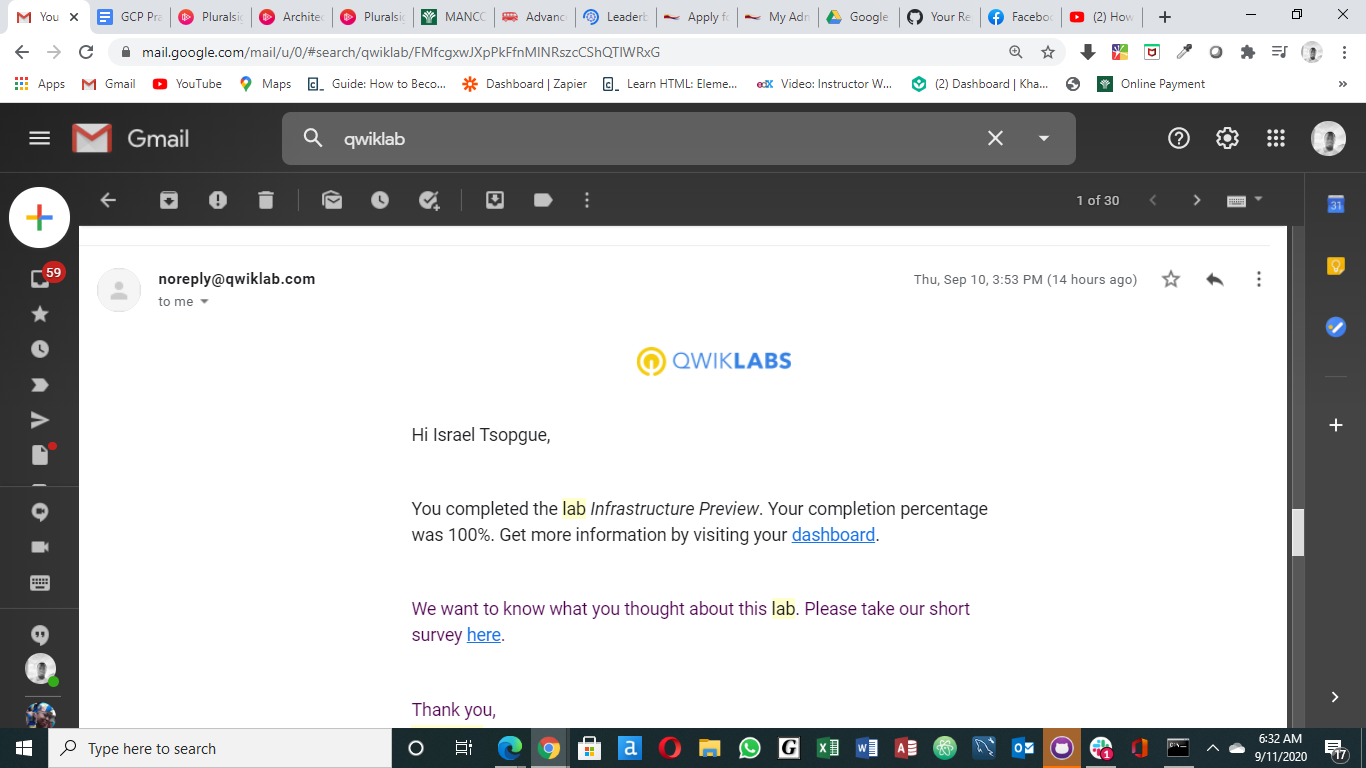 You
GCP Pra
Pluralsig
Architec
Pluralsig
MANCO
Advanc
Leaderb
Apply fo
My Adm
Google
Your Re
Faceboo
(2) How
mail.google.com/mail/u/0/#search/qwiklab/FMfcgxwJXpPkFfnMlNRszcCShQTlWRxG
Apps
Gmail
YouTube
Maps
Guide: How to Beco...
Dashboard | Zapier
Learn HTML: Eleme...
edX
Video: Instructor W...
(2) Dashboard | Kha...
Online Payment
»
Gmail
qwiklab
1 of 30
31
59
noreply@qwiklab.com
Thu, Sep 10, 3:53 PM (14 hours ago)
to me
QWIKLABS
Hi Israel Tsopgue,
You completed the lab Infrastructure Preview. Your completion percentage
was 100%. Get more information by visiting your dashboard.
We want to know what you thought about this lab. Please take our short
survey here.
Thank you,
Type here to search
6:32 AM
9/11/2020
17